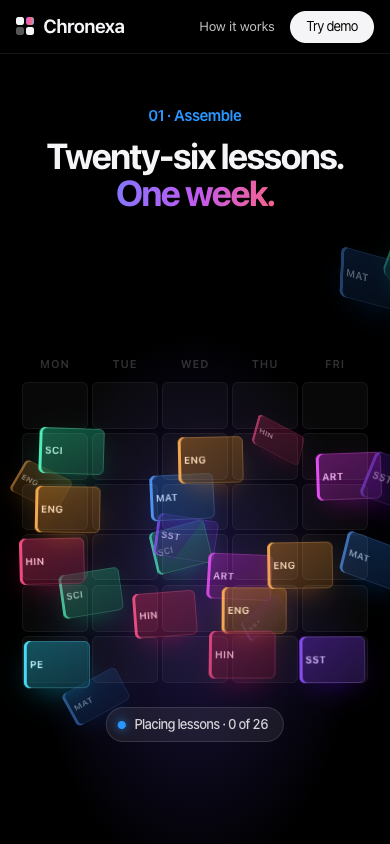 Chronexa
How it works
Try demo
01 · Assemble
Twenty-six lessons.
One week.
MAT
MON TUE WED THU FRI
HIN
SCI
ENG
ART
SST
ENG
MAT
ENG
SST
SCI
HIN
ENG
MAT
ART
SCI
HIN
ENG
HIN
PE
SST
MAT
Placing lessons · 0 of 26